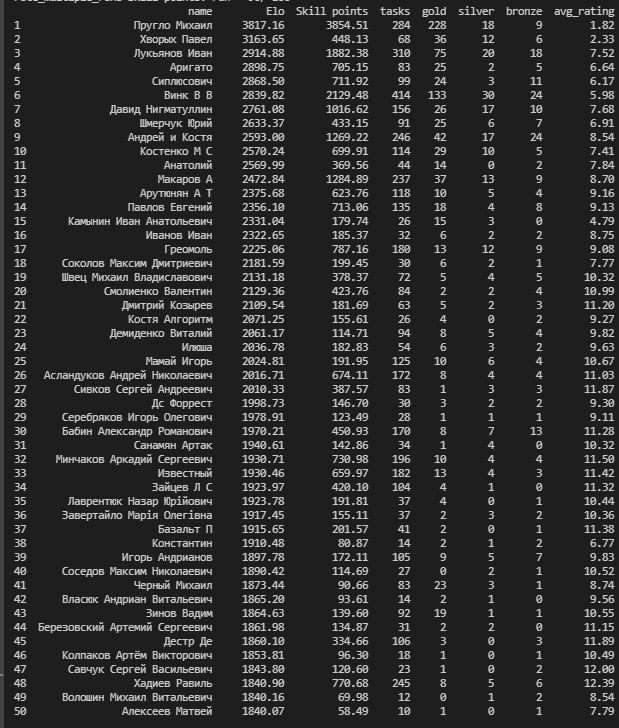 name Elo Skill points tasks gold silver bronze avg_rating
1 Пругло Михаил 3817.16 3854.51 284 228 18 9 1.82
2 Хворых Павел 3163.65 448.13 68 36 12 6 2.33
3 Лукьянов Иван 2914.88 1882.38 310 75 20 18 7.52
4 Аригато 2898.75 705.15 83 25 2 5 6.64
5 Сиплюсович 2868.50 711.92 99 24 3 11 6.17
6 Винк В В 2839.82 2129.48 414 133 30 24 5.98
7 Давид Нигматуллин 2761.08 1016.62 156 26 17 10 7.68
8 Шмерчук Юрий 2633.37 433.15 91 25 6 7 6.91
9 Андрей и Костя 2593.00 1269.22 246 42 17 24 8.54
10 Костенко М С 2570.24 699.91 114 29 10 5 7.41
11 Анатолий 2569.99 369.56 44 14 0 2 7.84
12 Макаров А 2472.84 1284.89 237 37 13 9 8.70
13 Арутюнян А Т 2375.68 623.76 118 10 5 4 9.16
14 Павлов Евгений 2356.10 713.06 135 18 4 8 9.13
15 Камынин Иван Анатольевич 2331.04 179.74 26 15 3 0 4.79
16 Иванов Иван 2322.65 185.37 32 6 2 2 8.75
17 Греомоль 2225.06 787.16 180 13 12 9 9.08
18 Соколов Максим Дмитриевич 2181.59 199.45 30 6 2 1 7.77
19 Швец Михаил Владиславович 2131.18 378.37 72 5 4 5 10.32
20 Смолиенко Валентин 2129.36 423.76 84 2 2 4 10.99
21 Дмитрий Козырев 2109.54 181.69 63 5 2 3 11.20
22 Костя Алгоритм 2071.25 155.61 26 4 0 2 9.27
23 Демиденко Виталий 2061.17 114.71 94 8 5 4 9.82
24 Илюша 2036.78 182.83 54 6 3 2 9.63
25 Мамай Игорь 2024.81 191.95 125 10 6 4 10.67
26 Асландуков Андрей Николаевич 2016.71 674.11 172 8 4 4 11.03
27 Сивков Сергей Андреевич 2010.33 387.57 83 1 3 3 11.87
28 Дс Форрест 1998.73 146.70 30 3 2 2 9.30
29 Серебряков Игорь Олегович 1978.91 123.49 28 1 1 1 9.11
30 Бабин Александр Романович 1970.21 450.93 170 8 7 13 11.28
31 Санамян Артак 1940.61 142.86 34 1 4 0 10.32
32 Минчаков Аркадий Сергеевич 1930.71 730.98 196 10 4 4 11.50
33 Известный 1930.46 659.97 182 13 4 3 11.42
34 Зайцев Л С 1923.97 420.10 104 4 1 0 11.32
35 Лаврентюк Назар Юрійович 1923.78 191.81 37 4 0 1 10.44
36 Завертайло Марія Олегівна 1917.45 155.11 37 2 3 2 10.36
37 Базальт П 1915.65 201.57 41 2 0 1 11.38
38 Константин 1910.48 80.87 14 2 1 2 6.77
39 Игорь Андрианов 1897.78 172.11 105 9 5 7 9.83
40 Соседов Максим Николаевич 1890.42 114.69 27 0 2 1 10.52
41 Черный Михаил 1873.44 90.66 83 23 3 1 8.74
42 Власюк Андриан Витальевич 1865.20 93.61 14 2 1 0 9.56
43 Зинов Вадим 1864.63 139.60 92 19 1 1 10.55
44 Березовский Артемий Сергеевич 1861.98 134.87 31 2 2 0 11.15
45 Дестр Де 1860.10 334.66 106 3 0 3 11.89
46 Колпаков Артём Викторович 1853.81 96.30 18 1 0 1 10.49
47 Савчук Сергей Васильевич 1843.80 120.60 23 1 0 2 12.00
48 Хадиев Равиль 1840.90 770.68 245 8 5 6 12.39
49 Волошин Михаил Витальевич 1840.16 69.98 12 0 1 2 8.54
50 Алексеев Матвей 1840.07 58.49 10 1 0 1 7.79